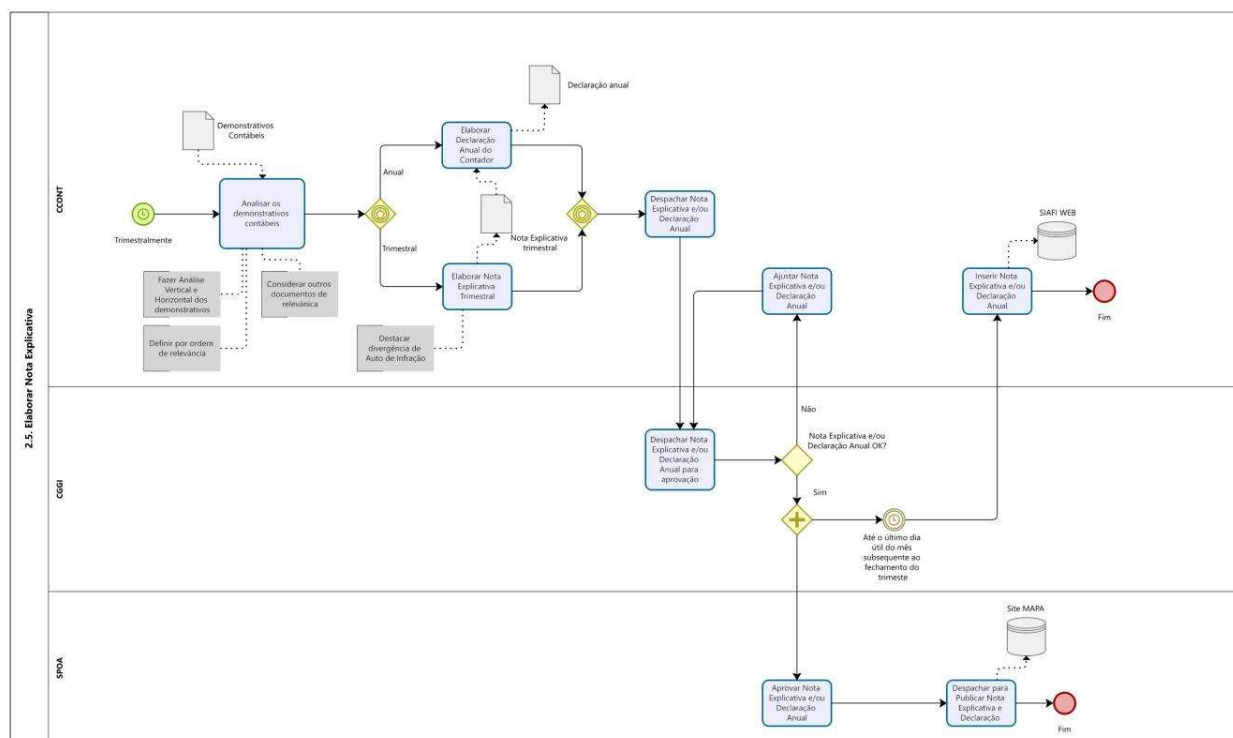 2.5. Elaborar Nota Explicativa
CCONT
Trimestralmente
Demonstrativos
Contábeis
Analisar os
demonstrativos
contábeis
Fazer Análise
Vertical e
Horizontal dos
demonstrativos
Considerar outros
documentos de
relevânica
Definir por ordem
de relevância
Anual
Trimestral
Elaborar
Declaração
Anual do
Contador
Declaração anual
Nota Explicativa
trimestral
Elaborar Nota
Explicativa
Trimestral
Destacar
divergência de
Auto de Infração
Despachar Nota
Explicativa e/ou
Declaração
Anual
Ajustar Nota
Explicativa e/ou
Declaração
Anual
SIAFI WEB
Inserir Nota
Explicativa e/ou
Declaração
Anual
Fim
CGGI
Despachar Nota
Explicativa e/ou
Declaração
Anual para
aprovação
Não
Nota Explicativa e/ou
Declaração Anual OK?
Sim
Até o último dia
útil do mês
subsequente ao
fechamento do
trimeste
SPOA
Aprovar Nota
Explicativa e/ou
Declaração
Anual
Site MAPA
Despachar para
Publicar Nota
Explicativa e
Declaração
Fim